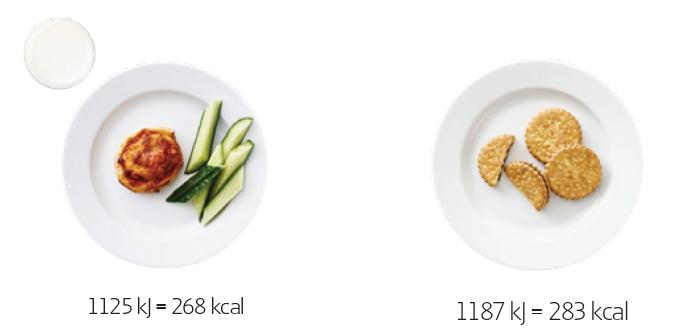 1125 kJ = 268 kcal
1187 kJ = 283 kcal